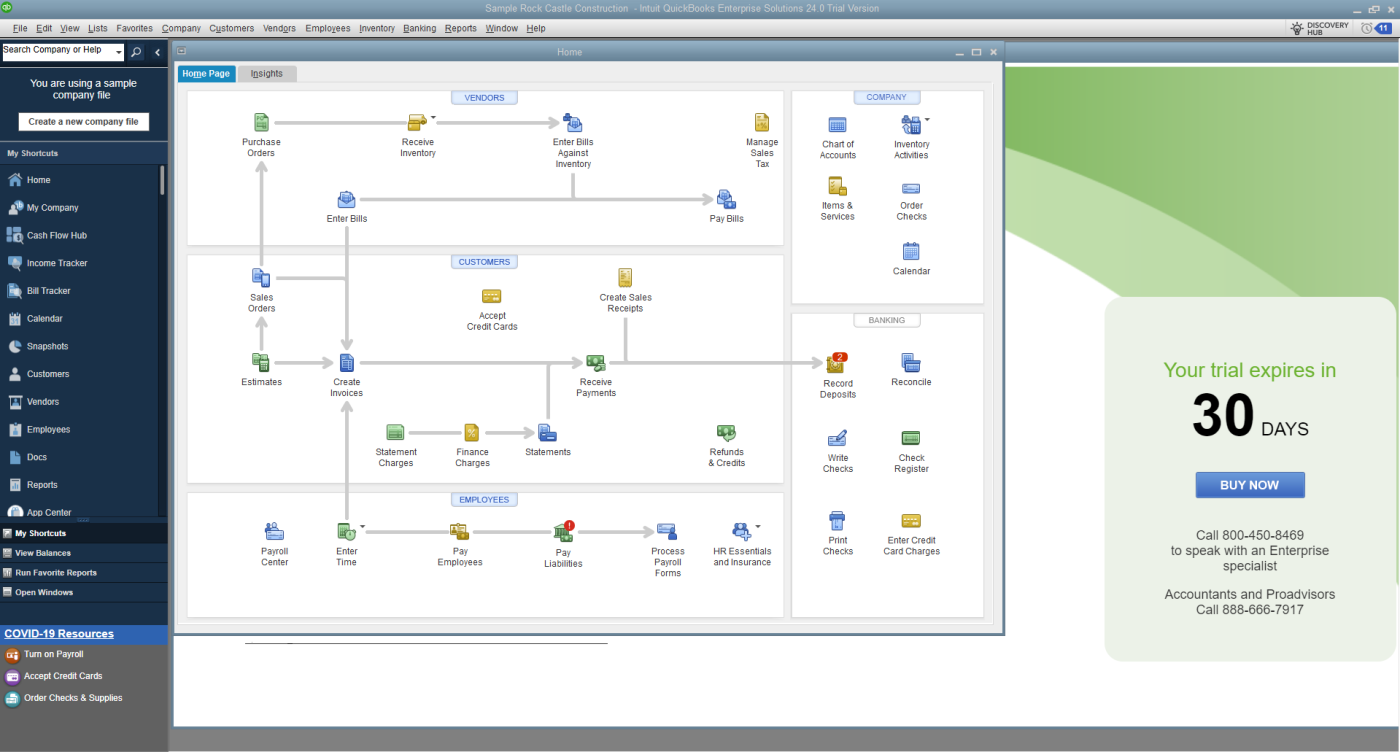 qb
Sample Rock Castle Construction - Intuit QuickBooks Enterprise Solutions 24.0 Trial Version
File Edit View Lists Favorites Company Customers Vendors Employees Inventory Banking Reports Window Help
DISCOVERY
HUB
11
Search Company or Help
You are using a sample
company file
Create a new company file
My Shortcuts
Home
My Company
Cash Flow Hub
Income Tracker
Bill Tracker
Calendar
Snapshots
Customers
Vendors
Employees
Docs
Reports
App Center
My Shortcuts
View Balances
Run Favorite Reports
Open Windows
COVID-19 Resources
Turn on Payroll
Accept Credit Cards
Order Checks & Supplies
Home
Home Page
Insights
VENDORS
Purchase
Orders
Receive
Inventory
Enter Bills
Against
Inventory
Manage
Sales
Tax
Enter Bills
Pay Bills
CUSTOMERS
Sales
Orders
Accept
Credit Cards
Create Sales
Receipts
Estimates
Create
Invoices
Receive
Payments
Statement
Charges
Finance
Charges
Statements
Refunds
& Credits
EMPLOYEES
Payroll
Center
Enter
Time
Pay
Employees
Pay
Liabilities
Process
Payroll
Forms
HR Essentials
and Insurance
COMPANY
Chart of
Accounts
Inventory
Activities
Items &
Services
Order
Checks
Calendar
BANKING
2
Record
Deposits
Reconcile
Write
Checks
Check
Register
Print
Checks
Enter Credit
Card Charges
Your trial expires in
30 DAYS
BUY NOW
Call 800-450-8469
to speak with an Enterprise
specialist
Accountants and Proadvisors
Call 888-666-7917